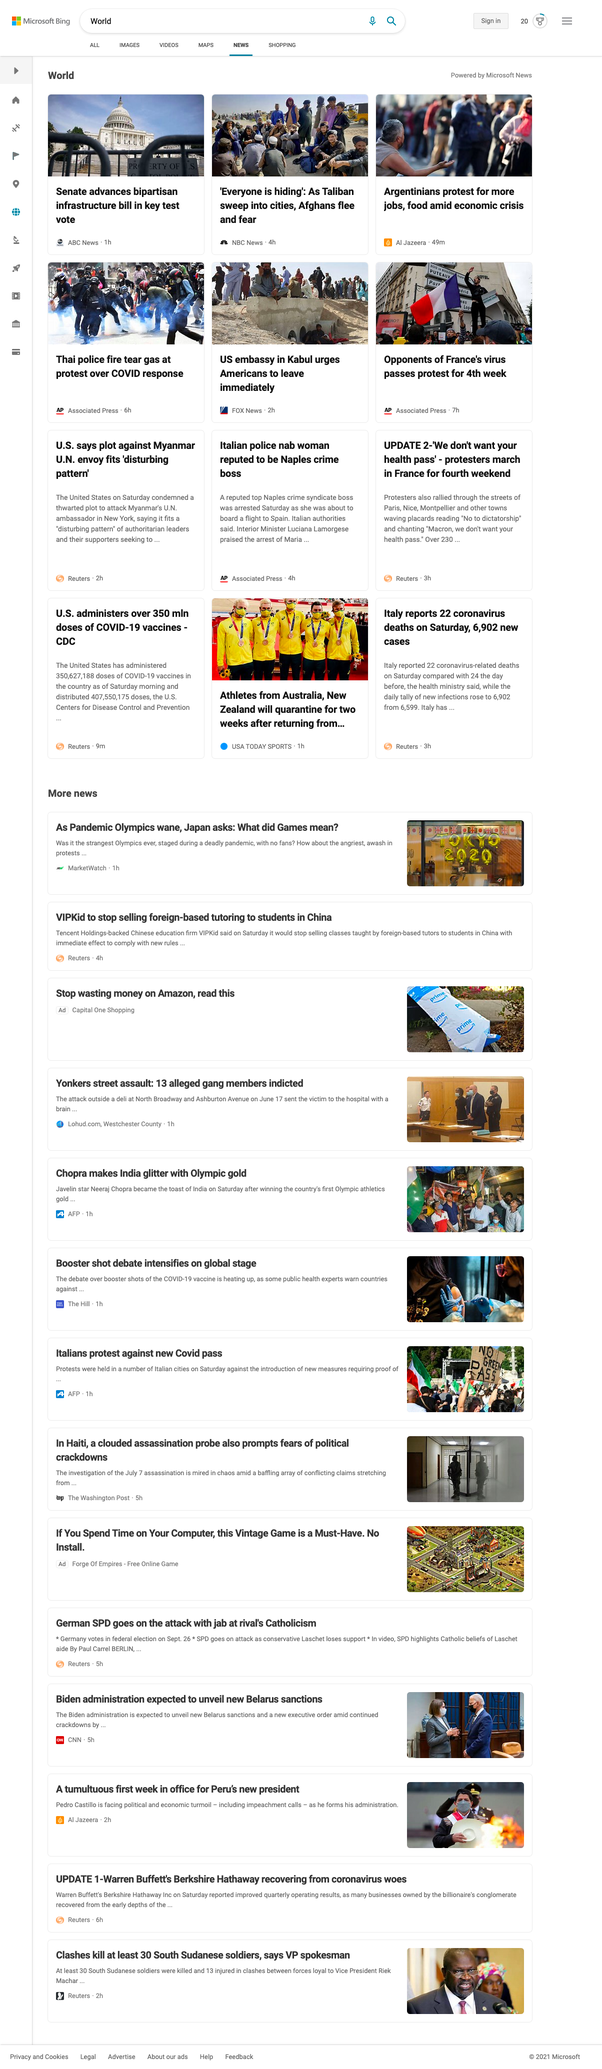 Microsoft Bing
World
Sign in
20
ALL
IMAGES
VIDEOS
MAPS
NEWS
SHOPPING
World
Powered by Microsoft News
Senate advances bipartisan
infrastructure bill in key test
vote
ABC News · 1h
'Everyone is hiding': As Taliban
sweep into cities, Afghans flee
and fear
NBC News · 4h
Argentinians protest for more
jobs, food amid economic crisis
Al Jazeera · 49m
Thai police fire tear gas at
protest over COVID response
AP Associated Press · 6h
US embassy in Kabul urges
Americans to leave
immediately
FOX News · 2h
Opponents of France's virus
passes protest for 4th week
AP Associated Press · 7h
U.S. says plot against Myanmar
U.N. envoy fits 'disturbing
pattern'
The United States on Saturday condemned a
thwarted plot to attack Myanmar's U.N.
ambassador in New York, saying it fits a
"disturbing pattern" of authoritarian leaders
and their supporters seeking to ...
Reuters · 2h
Italian police nab woman
reputed to be Naples crime
boss
A reputed top Naples crime syndicate boss
was arrested Saturday as she was about to
board a flight to Spain. Italian authorities
said. Interior Minister Luciana Lamorgese
praised the arrest of Maria ...
AP Associated Press · 4h
UPDATE 2-'We don't want your
health pass' - protesters march
in France for fourth weekend
Protesters also rallied through the streets of
Paris, Nice, Montpellier and other towns
waving placards reading "No to dictatorship"
and chanting "Macron, we don't want your
health pass." Over 230 ...
Reuters · 3h
U.S. administers over 350 mln
doses of COVID-19 vaccines -
CDC
The United States has administered
350,627,188 doses of COVID-19 vaccines in
the country as of Saturday morning and
distributed 407,550,175 doses, the U.S.
Centers for Disease Control and Prevention
...
Reuters · 9m
Athletes from Australia, New
Zealand will quarantine for two
weeks after returning from...
USA TODAY SPORTS · 1h
Italy reports 22 coronavirus
deaths on Saturday, 6,902 new
cases
Italy reported 22 coronavirus-related deaths
on Saturday compared with 24 the day
before, the health ministry said, while the
daily tally of new infections rose to 6,902
from 6,599. Italy has ...
Reuters · 3h
More news
As Pandemic Olympics wane, Japan asks: What did Games mean?
Was it the strangest Olympics ever, staged during a deadly pandemic, with no fans? How about the angriest, awash in
protests ...
MarketWatch · 1h
TOKYO
2020
VIPKid to stop selling foreign-based tutoring to students in China
Tencent Holdings-backed Chinese education firm VIPKid said on Saturday it would stop selling classes taught by foreign-based tutors to students in China with
immediate effect to comply with new rules ...
Reuters · 4h
Stop wasting money on Amazon, read this
Ad Capital One Shopping
prime
prime
prime
Yonkers street assault: 13 alleged gang members indicted
The attack outside a deli at North Broadway and Ashburton Avenue on June 17 sent the victim to the hospital with a
brain ...
Lohud.com, Westchester County · 1h
Chopra makes India glitter with Olympic gold
Javelin star Neeraj Chopra became the toast of India on Saturday after winning the country's first Olympic athletics
gold ...
AFP · 1h
Booster shot debate intensifies on global stage
The debate over booster shots of the COVID-19 vaccine is heating up, as some public health experts warn countries
against ...
The Hill · 1h
Italians protest against new Covid pass
Protests were held in a number of Italian cities on Saturday against the introduction of new measures requiring proof of
...
AFP · 1h
NO
GREEN
PASS
In Haiti, a clouded assassination probe also prompts fears of political
crackdowns
The investigation of the July 7 assassination is mired in chaos amid a baffling array of conflicting claims stretching
from ...
wp The Washington Post · 5h
If You Spend Time on Your Computer, this Vintage Game is a Must-Have. No
Install.
Ad Forge Of Empires - Free Online Game
German SPD goes on the attack with jab at rival's Catholicism
* Germany votes in federal election on Sept. 26 * SPD goes on attack as conservative Laschet loses support * In video, SPD highlights Catholic beliefs of Laschet
aide By Paul Carrel BERLIN, ...
Reuters · 5h
Biden administration expected to unveil new Belarus sanctions
The Biden administration is expected to unveil new Belarus sanctions and a new executive order amid continued
crackdowns by ...
CNN CNN · 5h
A tumultuous first week in office for Peru's new president
Pedro Castillo is facing political and economic turmoil – including impeachment calls – as he forms his administration.
Al Jazeera · 2h
UPDATE 1-Warren Buffett's Berkshire Hathaway recovering from coronavirus woes
Warren Buffett's Berkshire Hathaway Inc on Saturday reported improved quarterly operating results, as many businesses owned by the billionaire's conglomerate
recovered from the early depths of the ...
Reuters · 6h
Clashes kill at least 30 South Sudanese soldiers, says VP spokesman
At least 30 South Sudanese soldiers were killed and 13 injured in clashes between forces loyal to Vice President Riek
Machar ...
Reuters · 2h
Privacy and Cookies
Legal
Advertise
About our ads
Help
Feedback
© 2021 Microsoft